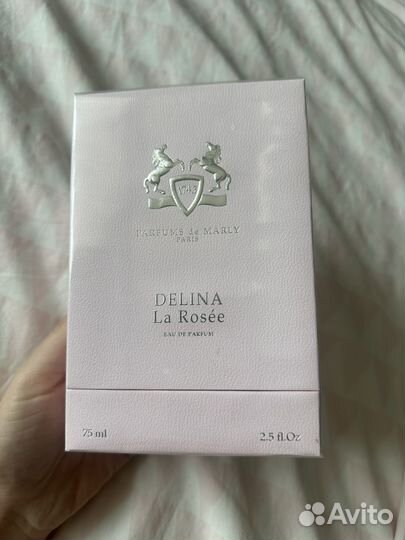 1743
PARFUMS de MARLY
PARIS
DELINA
La Rosée
EAU DE PARFUM
75 ml 2.5 fl.Oz
Avito